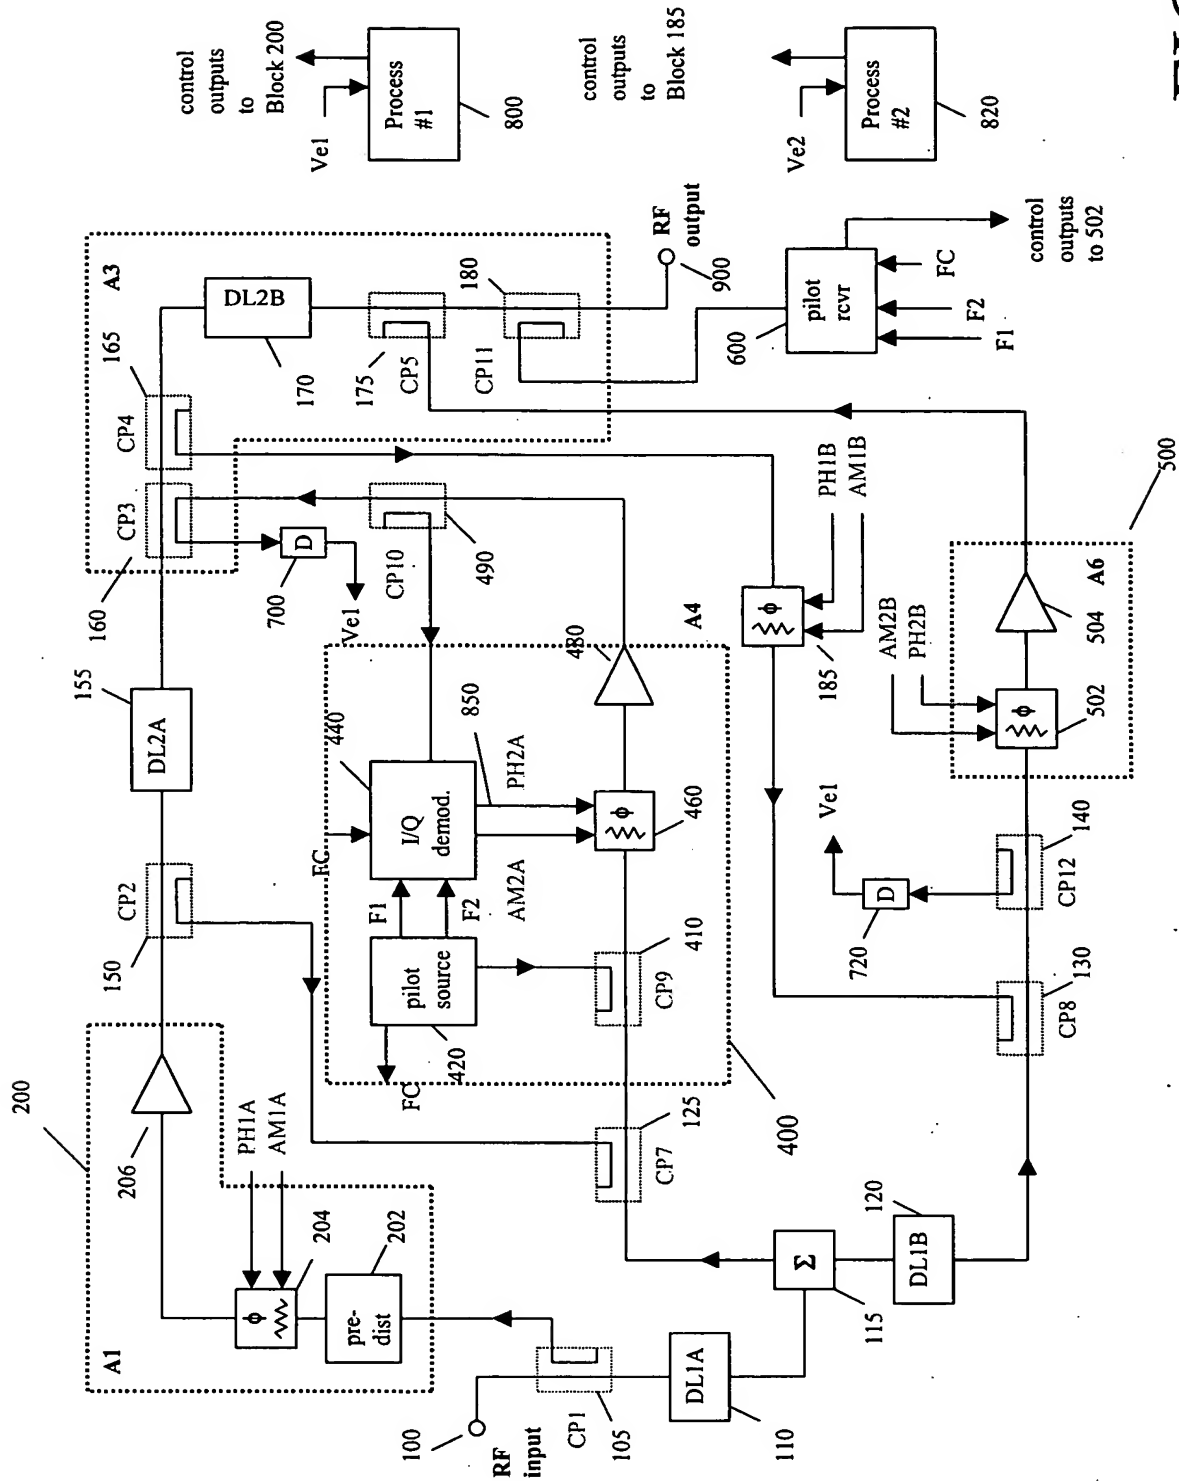 200
A1
206
PH1A
AM1A
204
202
ϕ
pre-
dist
100
RF
input
CP1
105
DL1A
110
Σ
115
DL1B
120
CP2
150
DL2A
155
CP3
160
CP4
165
A3
DL2B
170
CP5
175
CP11
180
RF
output
900
D
700
Ve1
CP10
490
FC
440
I/Q
demod.
850
PH2A
AM2A
F1
F2
pilot
source
420
FC
CP9
410
ϕ
460
480
A4
400
CP7
125
ϕ
185
PH1B
AM1B
pilot
rcvr
600
F1
F2
FC
control
outputs
to 502
CP8
130
CP12
140
D
720
Ve1
AM2B
PH2B
ϕ
502
504
A6
500
control
outputs
to
Block 200
Ve1
Process
#1
800
control
outputs
to
Block 185
Ve2
Process
#2
820